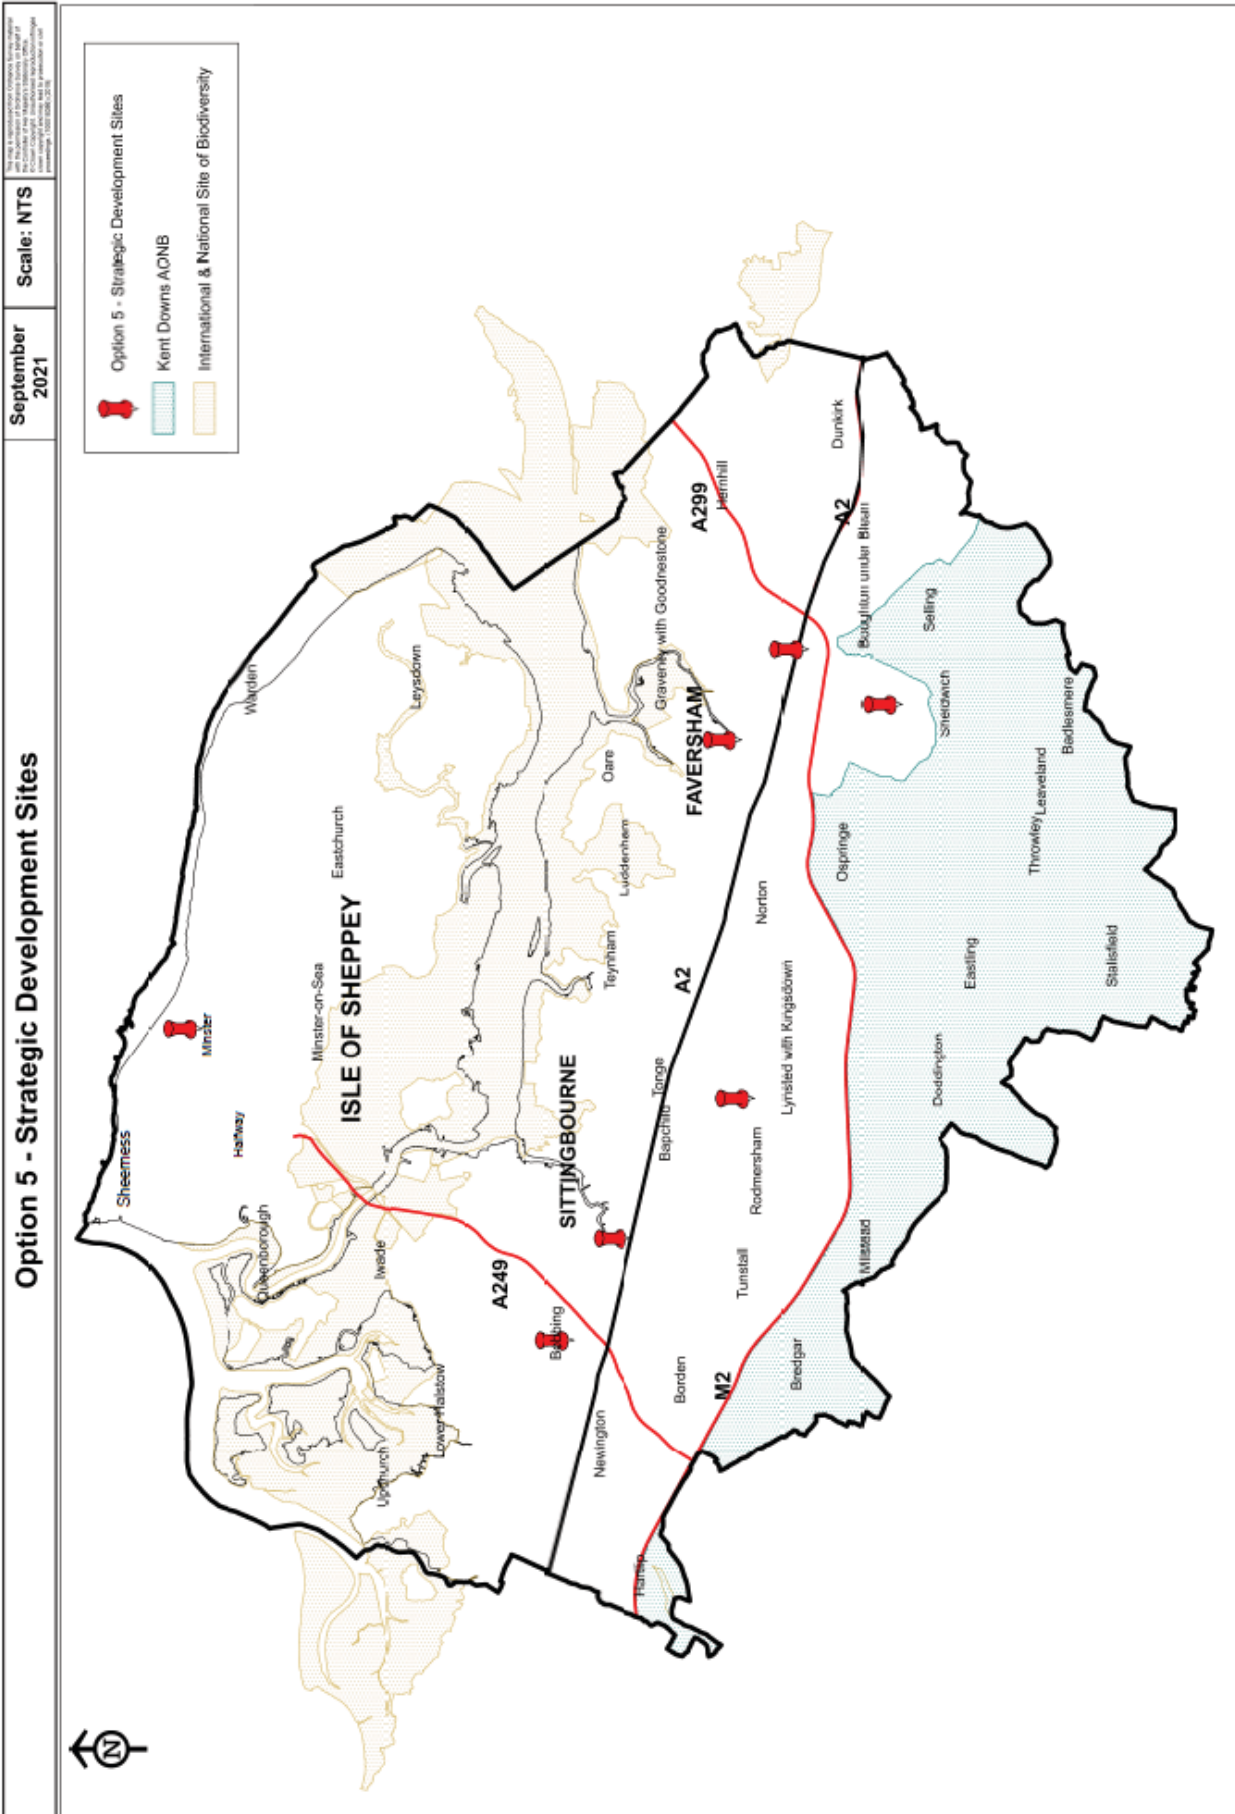 Option 5 - Strategic Development Sites
September
2021
Scale: NTS
Option 5 - Strategic Development Sites
Kent Downs AONB
International & National Site of Biodiversity
N
Sheerness
Minster
Halfway
Warden
Queenborough
Minster-on-Sea
Eastchurch
ISLE OF SHEPPEY
Leysdown
Iwade
Upchurch
Lower Halstow
A249
Bobbing
SITTINGBOURNE
Teynham
Luddenham
Oare
Graveney with Goodnestone
Newington
Hartlip
Borden
Bapchild
Tonge
A2
FAVERSHAM
A299
Hernhill
M2
Tunstall
Rodmersham
Lynsted with Kingsdown
Norton
Bredgar
Milstead
Ospringe
Boughton under Blean
A2
Dunkirk
Doddington
Eastling
Sheldwich
Selling
Throwley
Leaveland
Badlesmere
Stalisfield